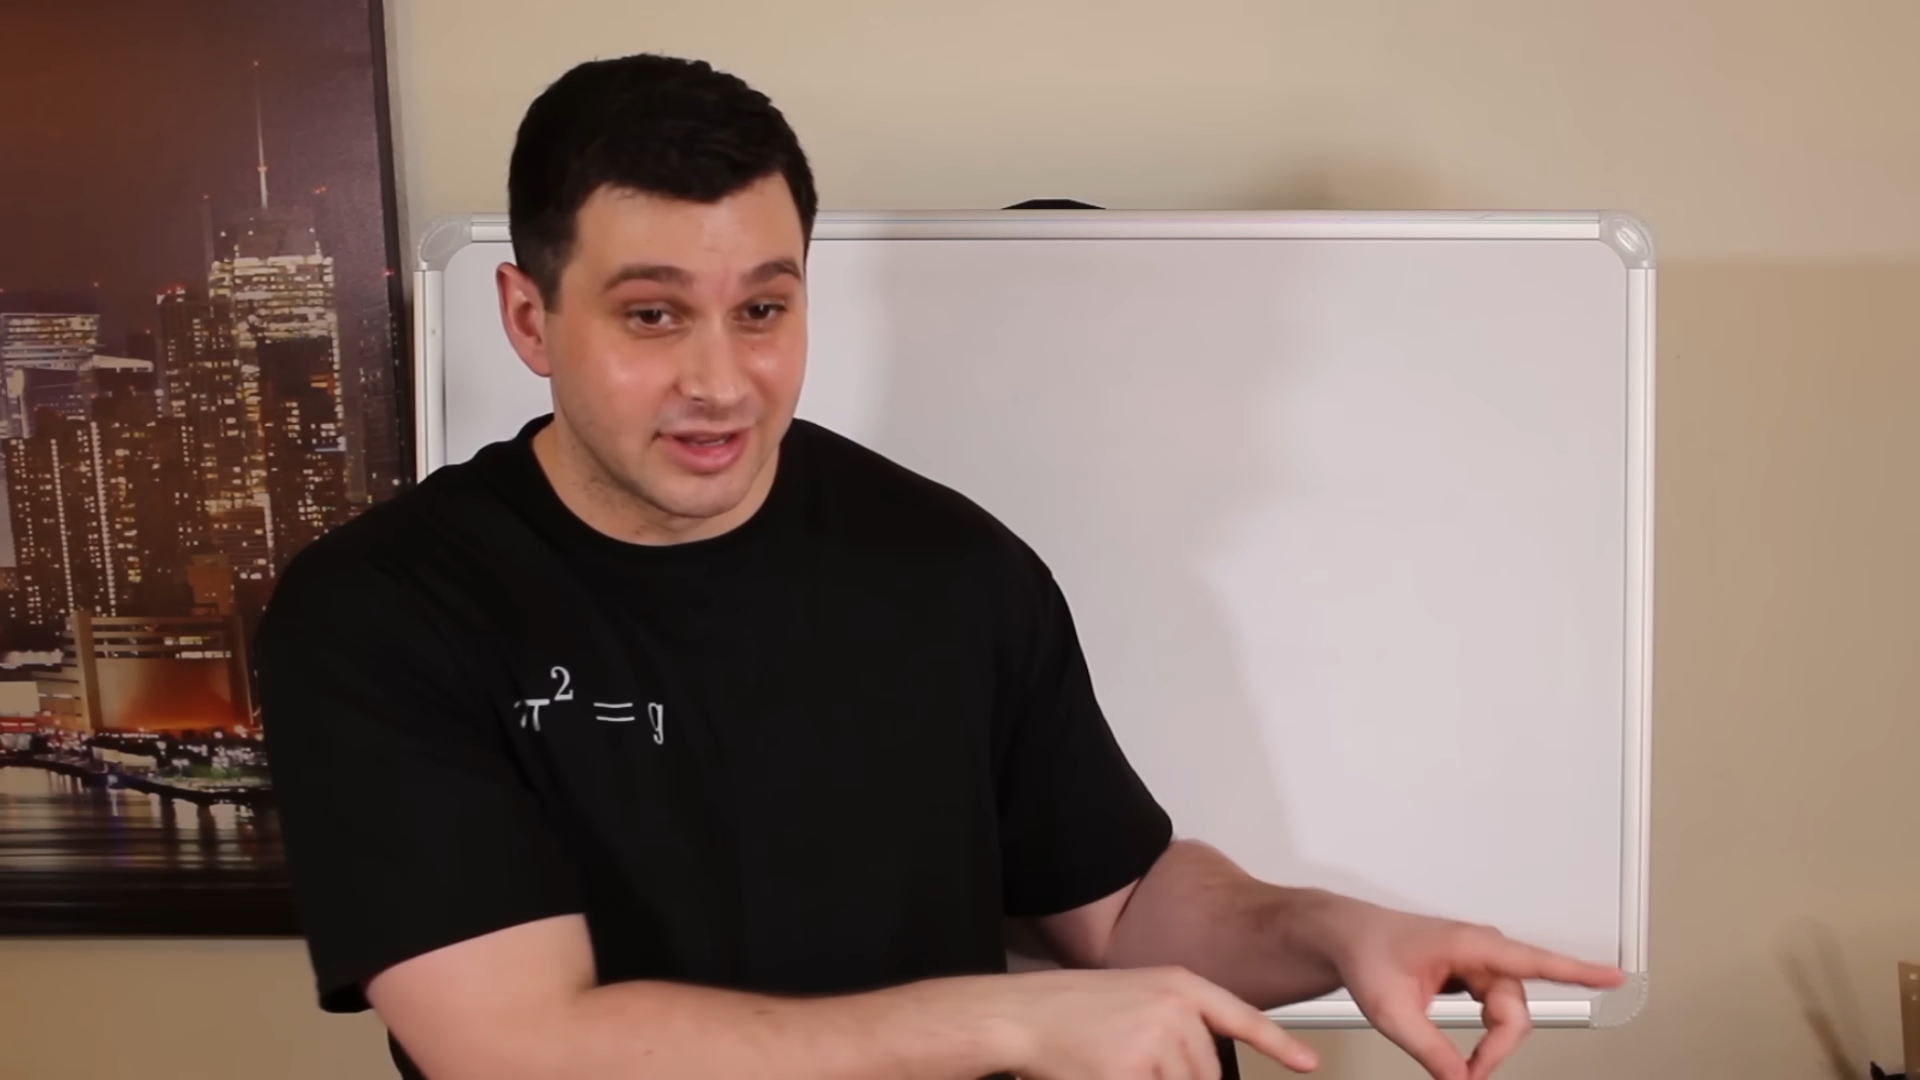 π² = g